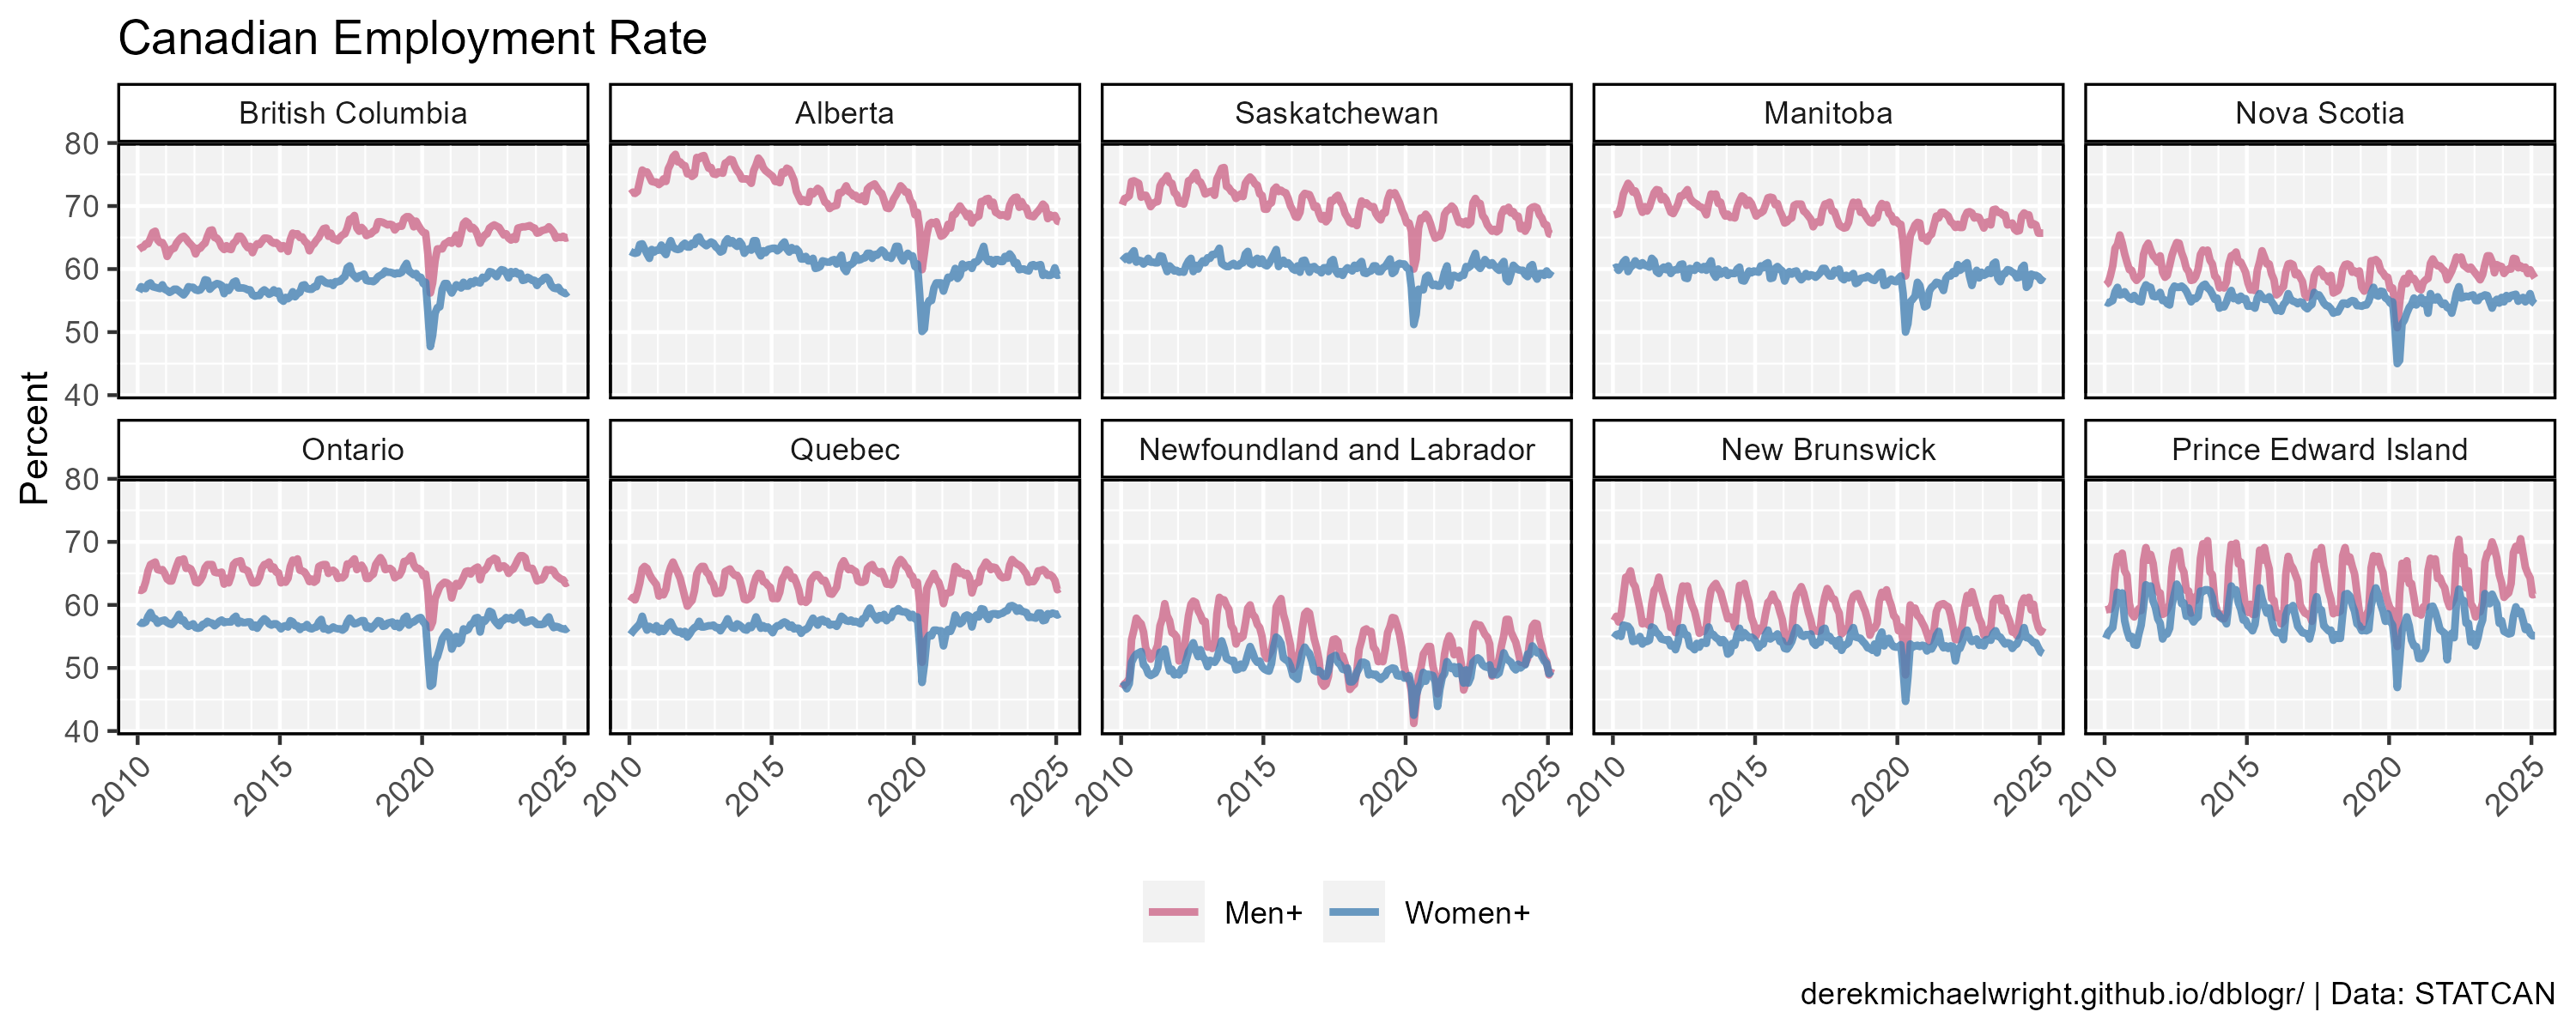 Canadian Employment Rate
British Columbia
Alberta
Saskatchewan
Manitoba
Nova Scotia
80
70
60
50
40
Percent
Ontario
Quebec
Newfoundland and Labrador
New Brunswick
Prince Edward Island
80
70
60
50
40
2010 2015 2020 2025
2010 2015 2020 2025
2010 2015 2020 2025
2010 2015 2020 2025
2010 2015 2020 2025
Men+ Women+
derekmichaelwright.github.io/dblogr/ | Data: STATCAN